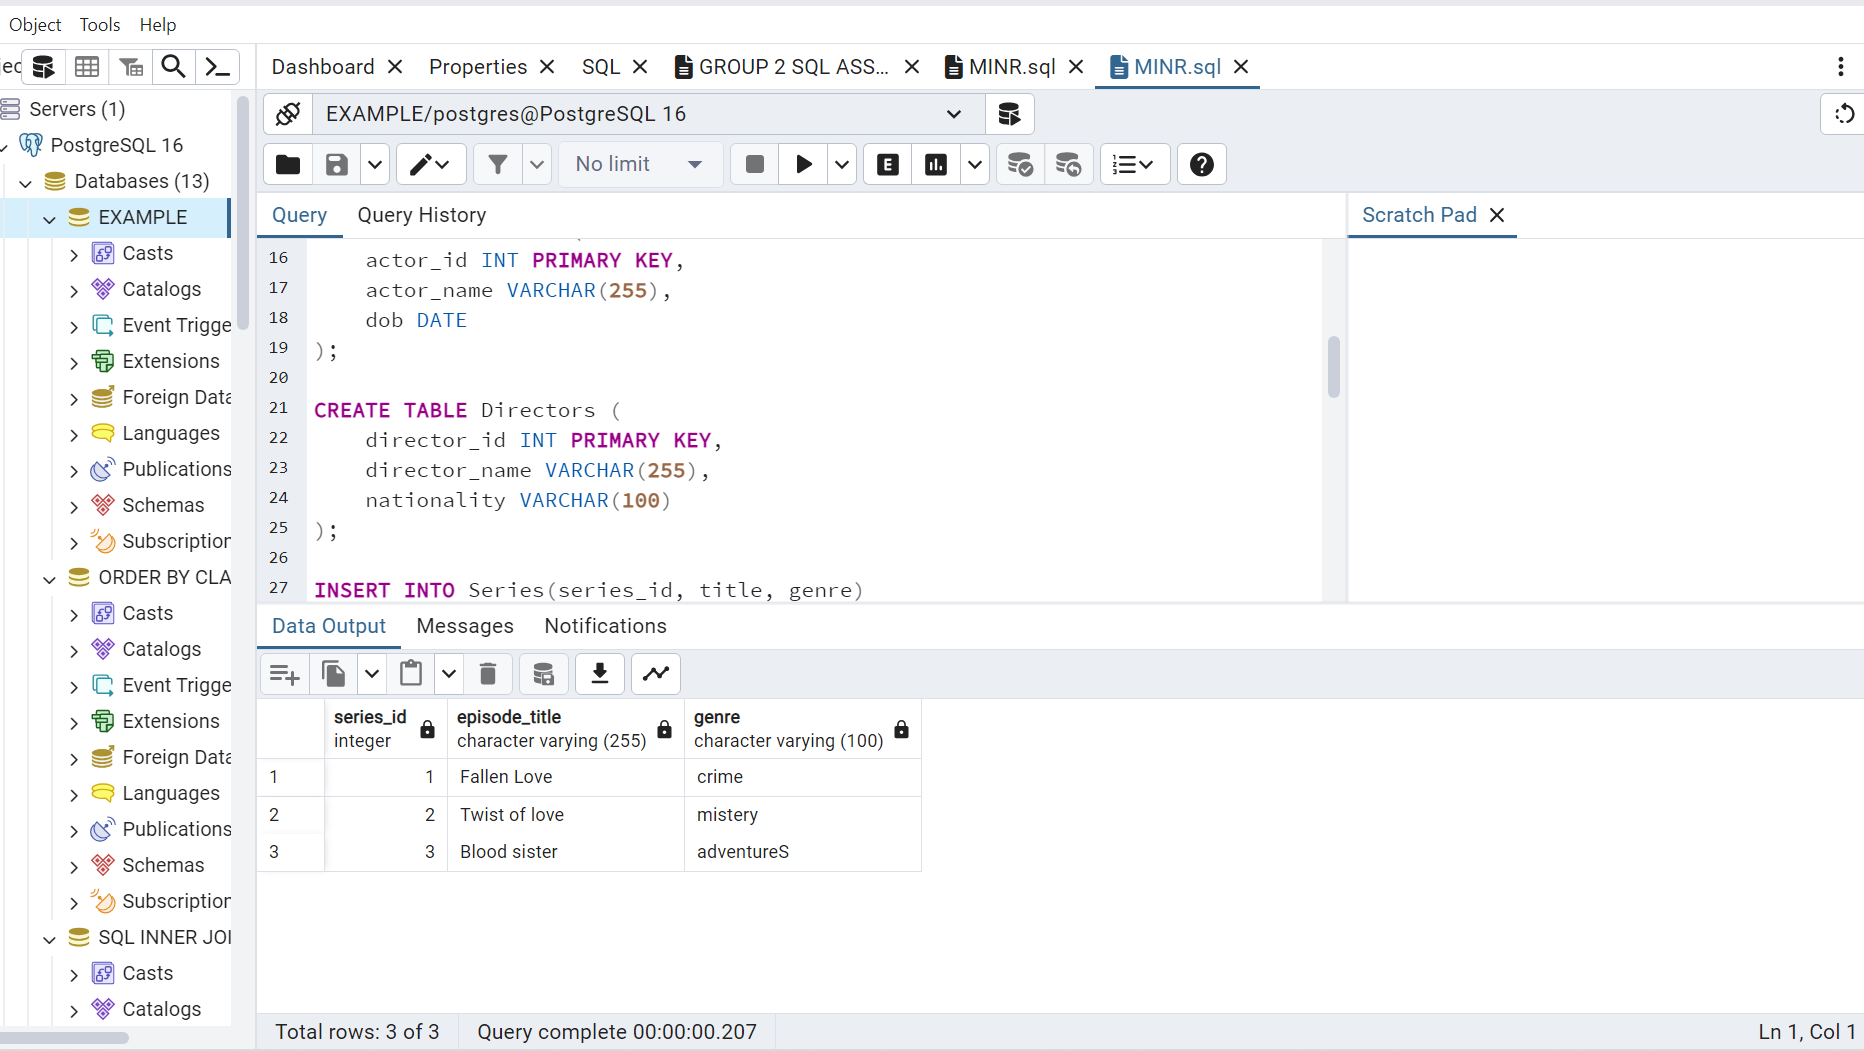 Object Tools Help
Dashboard Properties SQL GROUP 2 SQL ASS... MINR.sql MINR.sql
EXAMPLE/postgres@PostgreSQL 16
No limit
Servers (1)
PostgreSQL 16
Databases (13)
EXAMPLE
Casts
Catalogs
Event Trigge
Extensions
Foreign Data
Languages
Publications
Schemas
Subscription
ORDER BY CLA
Casts
Catalogs
Event Trigge
Extensions
Foreign Data
Languages
Publications
Schemas
Subscription
SQL INNER JOI
Casts
Catalogs
Query Query History
Scratch Pad
16 actor_id INT PRIMARY KEY,
17 actor_name VARCHAR(255),
18 dob DATE
19 );
20
21 CREATE TABLE Directors (
22 director_id INT PRIMARY KEY,
23 director_name VARCHAR(255),
24 nationality VARCHAR(100)
25 );
26
27 INSERT INTO Series(series_id, title, genre)
Data Output Messages Notifications
series_id episode_title genre
integer character varying (255) character varying (100)
1 1 Fallen Love crime
2 2 Twist of love mistery
3 3 Blood sister adventureS
Total rows: 3 of 3 Query complete 00:00:00.207 Ln 1, Col 1